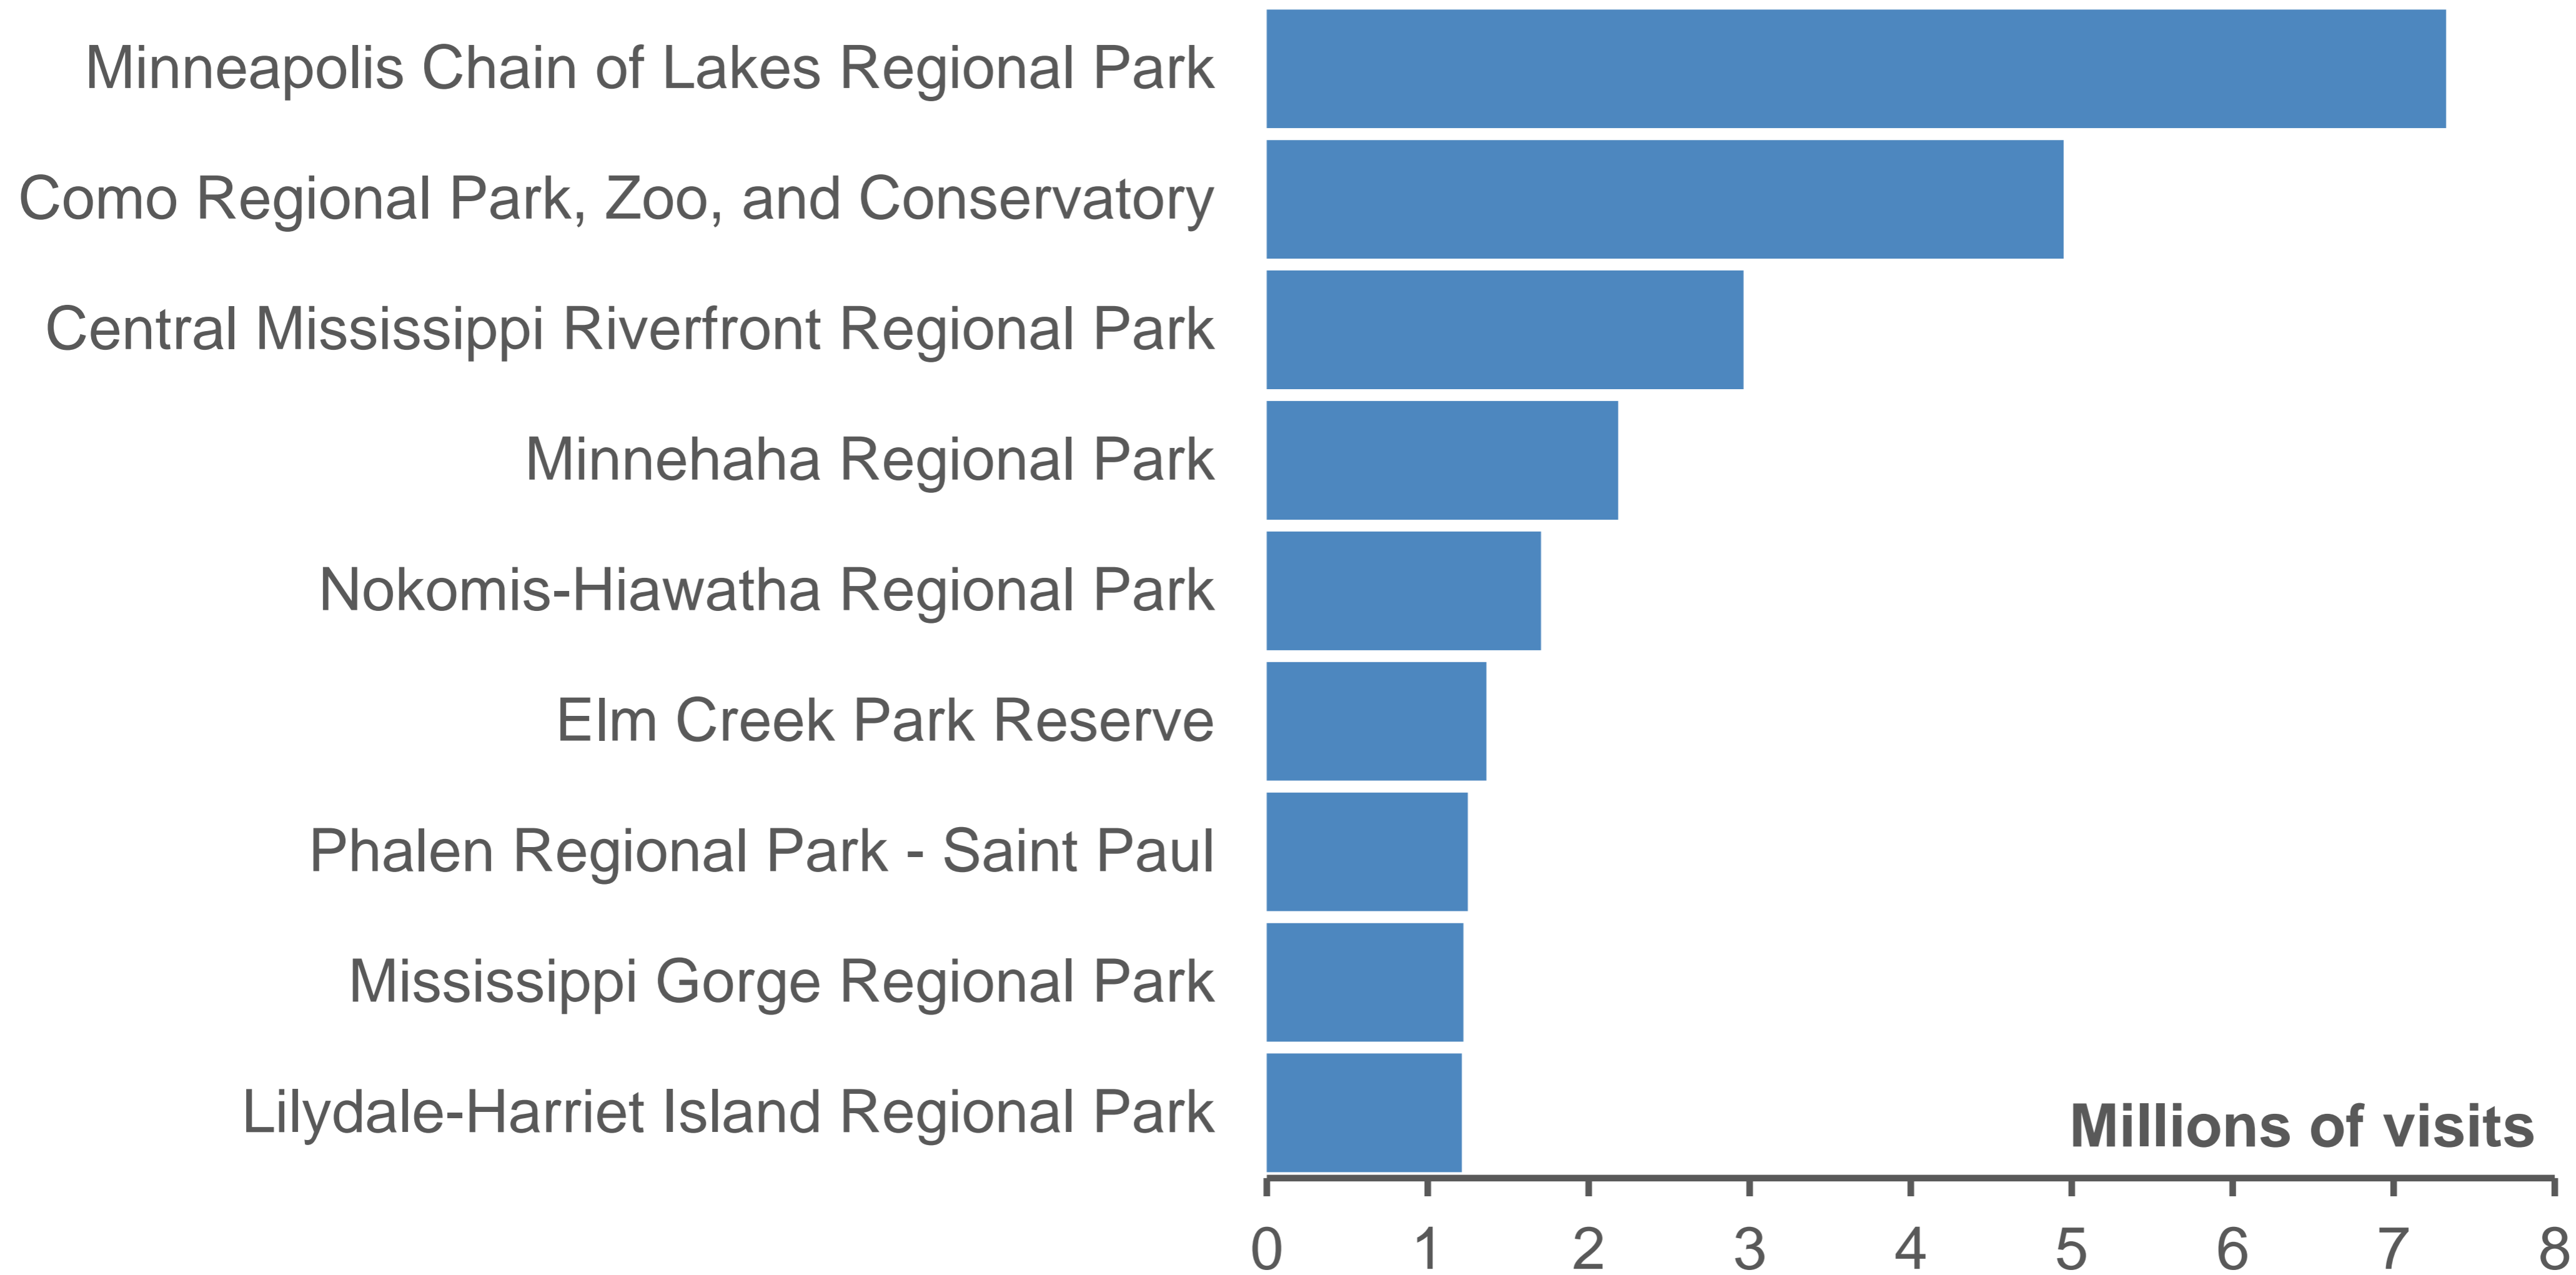 Minneapolis Chain of Lakes Regional Park
Como Regional Park, Zoo, and Conservatory
Central Mississippi Riverfront Regional Park
Minnehaha Regional Park
Nokomis-Hiawatha Regional Park
Elm Creek Park Reserve
Phalen Regional Park - Saint Paul
Mississippi Gorge Regional Park
Lilydale-Harriet Island Regional Park
Millions of visits
0 1 2 3 4 5 6 7 8